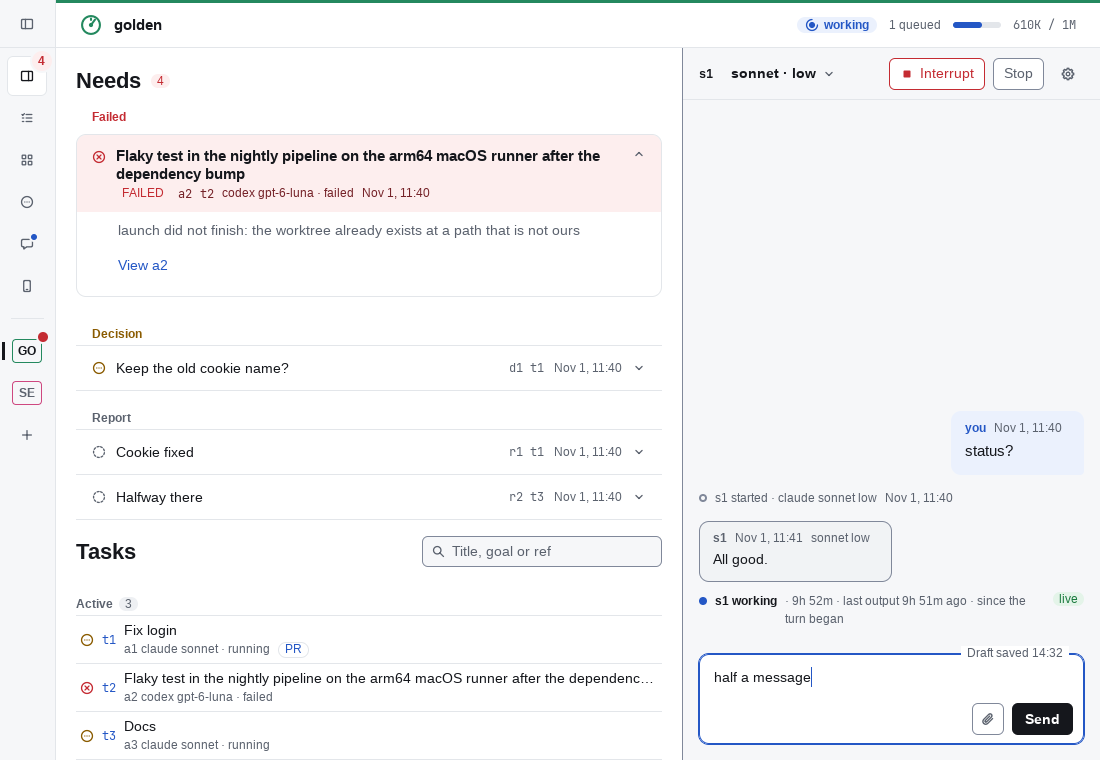 golden
working 1 queued 610K / 1M
4
GO
SE
Needs 4
Failed
Flaky test in the nightly pipeline on the arm64 macOS runner after the
dependency bump
FAILED a2 t2 codex gpt-6-luna · failed Nov 1, 11:40
launch did not finish: the worktree already exists at a path that is not ours
View a2
Decision
Keep the old cookie name? d1 t1 Nov 1, 11:40
Report
Cookie fixed r1 t1 Nov 1, 11:40
Halfway there r2 t3 Nov 1, 11:40
Tasks Title, goal or ref
Active 3
t1 Fix login
a1 claude sonnet · running PR
t2 Flaky test in the nightly pipeline on the arm64 macOS runner after the dependenc…
a2 codex gpt-6-luna · failed
t3 Docs
a3 claude sonnet · running
s1 sonnet · low Interrupt Stop
you Nov 1, 11:40
status?
s1 started · claude sonnet low Nov 1, 11:40
s1 Nov 1, 11:41 sonnet low
All good.
s1 working · 9h 52m · last output 9h 51m ago · since the live
turn began
Draft saved 14:32
half a message
Send